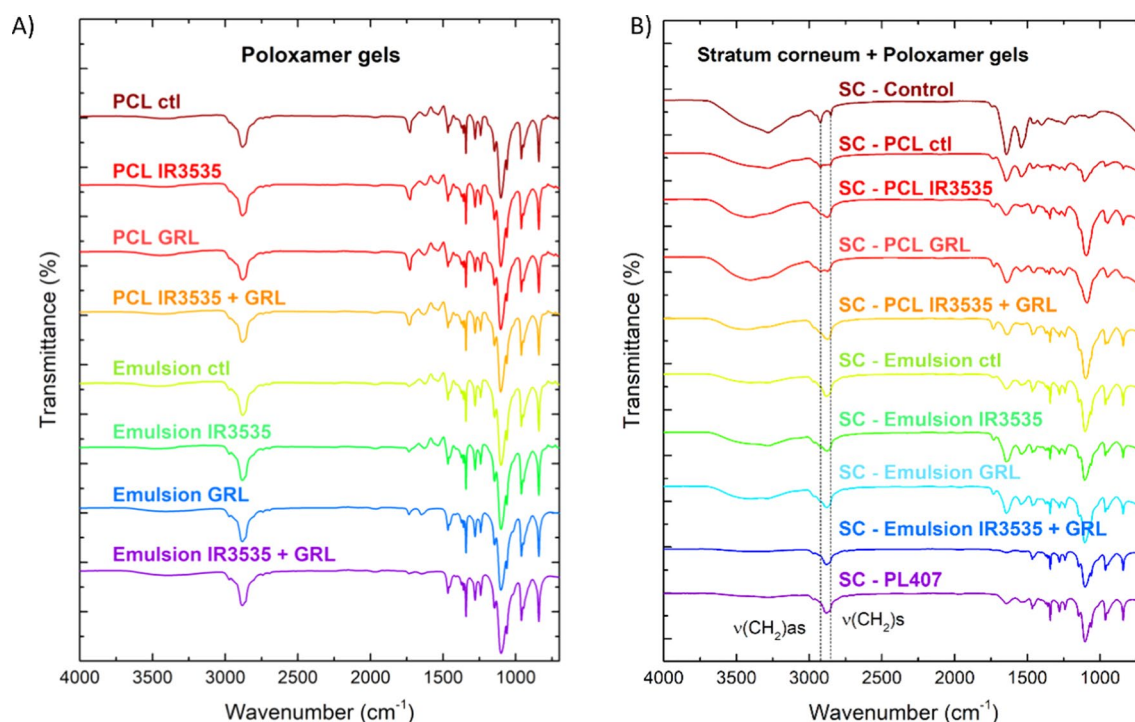 A)
Poloxamer gels
PCL ctl
PCL IR3535
PCL GRL
PCL IR3535 + GRL
Emulsion ctl
Emulsion IR3535
Emulsion GRL
Emulsion IR3535 + GRL
Transmittance (%)
4000 3500 3000 2500 2000 1500 1000
Wavenumber (cm⁻¹)
B)
Stratum corneum + Poloxamer gels
SC - Control
SC - PCL ctl
SC - PCL IR3535
SC - PCL GRL
SC - PCL IR3535 + GRL
SC - Emulsion ctl
SC - Emulsion IR3535
SC - Emulsion GRL
SC - Emulsion IR3535 + GRL
SC - PL407
ν(CH₂)as
ν(CH₂)s
Transmittance (%)
4000 3500 3000 2500 2000 1500 1000
Wavenumber (cm⁻¹)